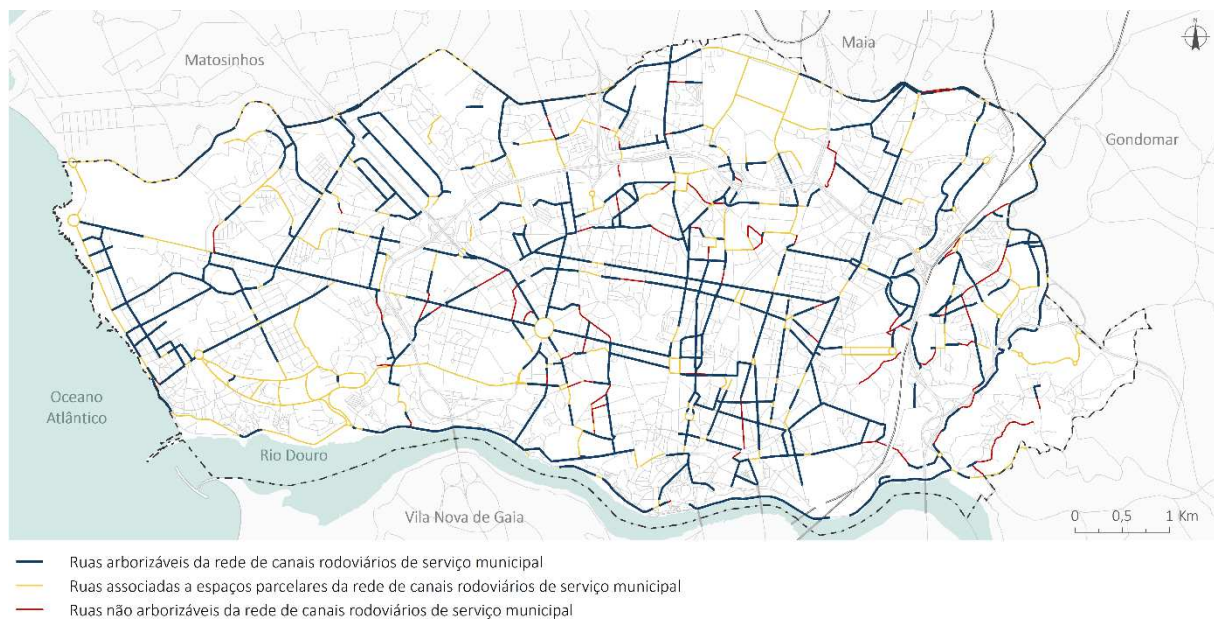 Matosinhos
Maia
N
Gondomar
Oceano
Atlântico
Rio Douro
Vila Nova de Gaia
0 0,5 1 Km
Ruas arborizáveis da rede de canais rodoviários de serviço municipal
Ruas associadas a espaços parcelares da rede de canais rodoviários de serviço municipal
Ruas não arborizáveis da rede de canais rodoviários de serviço municipal